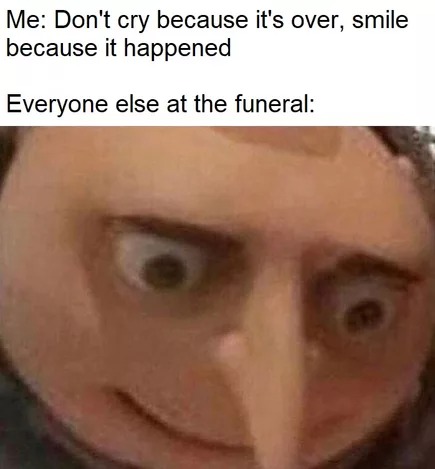 Me: Don't cry because it's over, smile
because it happened
Everyone else at the funeral: